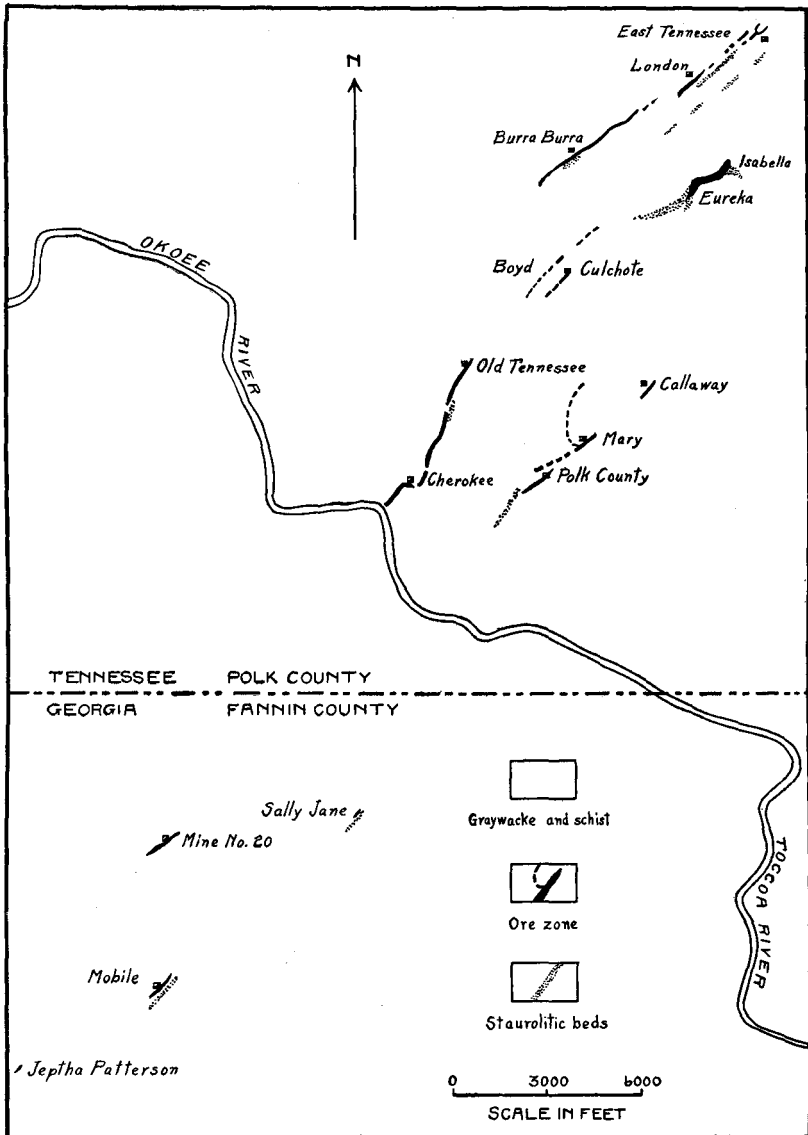 East Tennessee
London
N
Burra Burra
Isabella
Eureka
OKOEE
RIVER
Boyd
Culchote
Old Tennessee
Callaway
Mary
Cherokee
Polk County
TENNESSEE POLK COUNTY
GEORGIA FANNIN COUNTY
Sally Jane
Mine No. 20
Graywacke and schist
TOCCOA RIVER
Ore zone
Mobile
Staurolitic beds
Jeptha Patterson
0 3000 6000
SCALE IN FEET